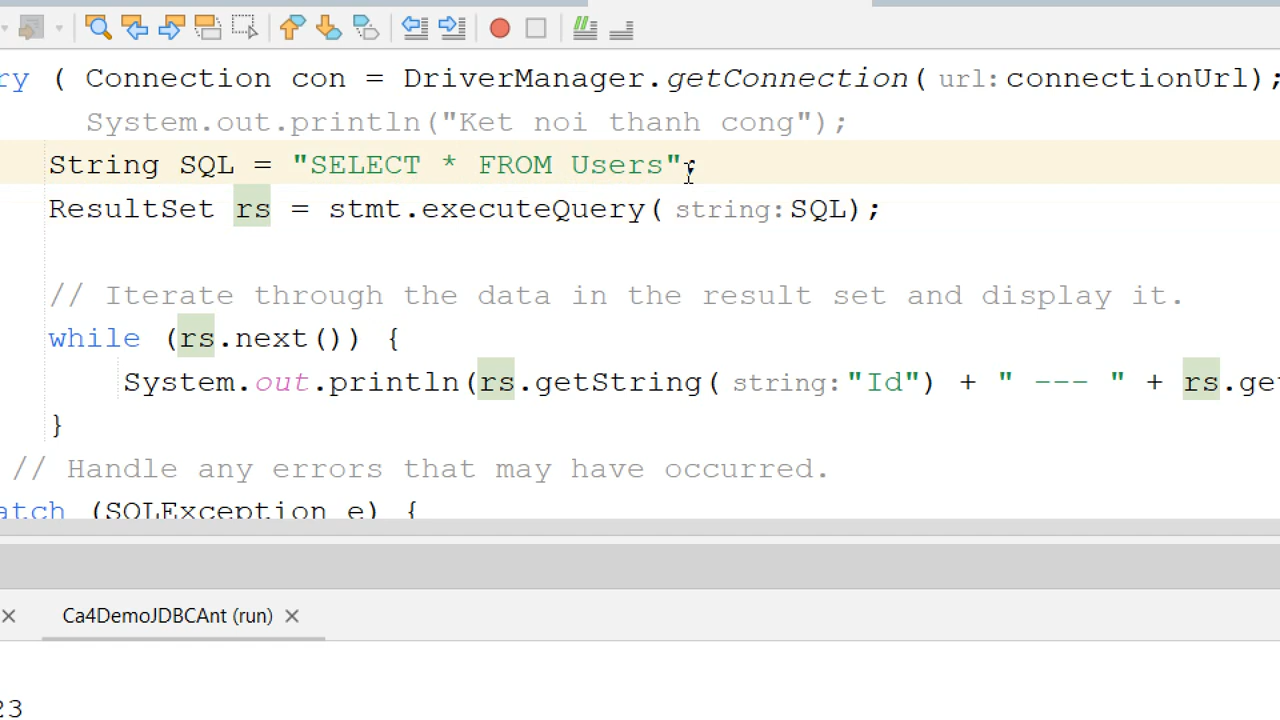 ry ( Connection con = DriverManager.getConnection( url: connectionUrl);
System.out.println("Ket noi thanh cong");
String SQL = "SELECT * FROM Users";
ResultSet rs = stmt.executeQuery( string: SQL);
// Iterate through the data in the result set and display it.
while (rs.next()) {
System.out.println(rs.getString( string: "Id") + " --- " + rs.ge
}
// Handle any errors that may have occurred.
atch (SQLException e) {
Ca4DemoJDBCAnt (run)
23